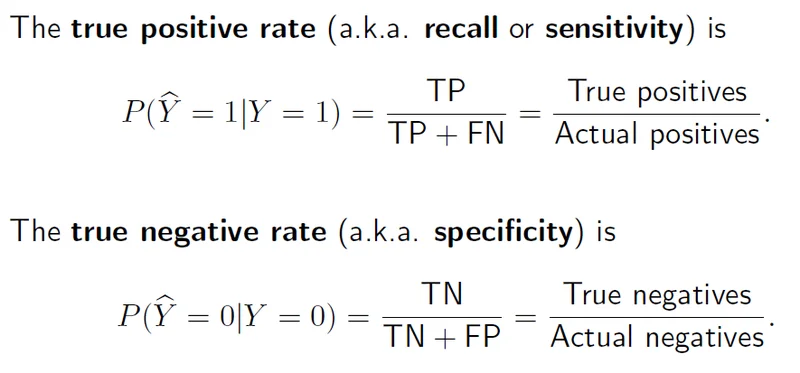 The true positive rate (a.k.a. recall or sensitivity) is
P(Ŷ = 1|Y = 1) = TP / TP + FN = True positives / Actual positives.
The true negative rate (a.k.a. specificity) is
P(Ŷ = 0|Y = 0) = TN / TN + FP = True negatives / Actual negatives.